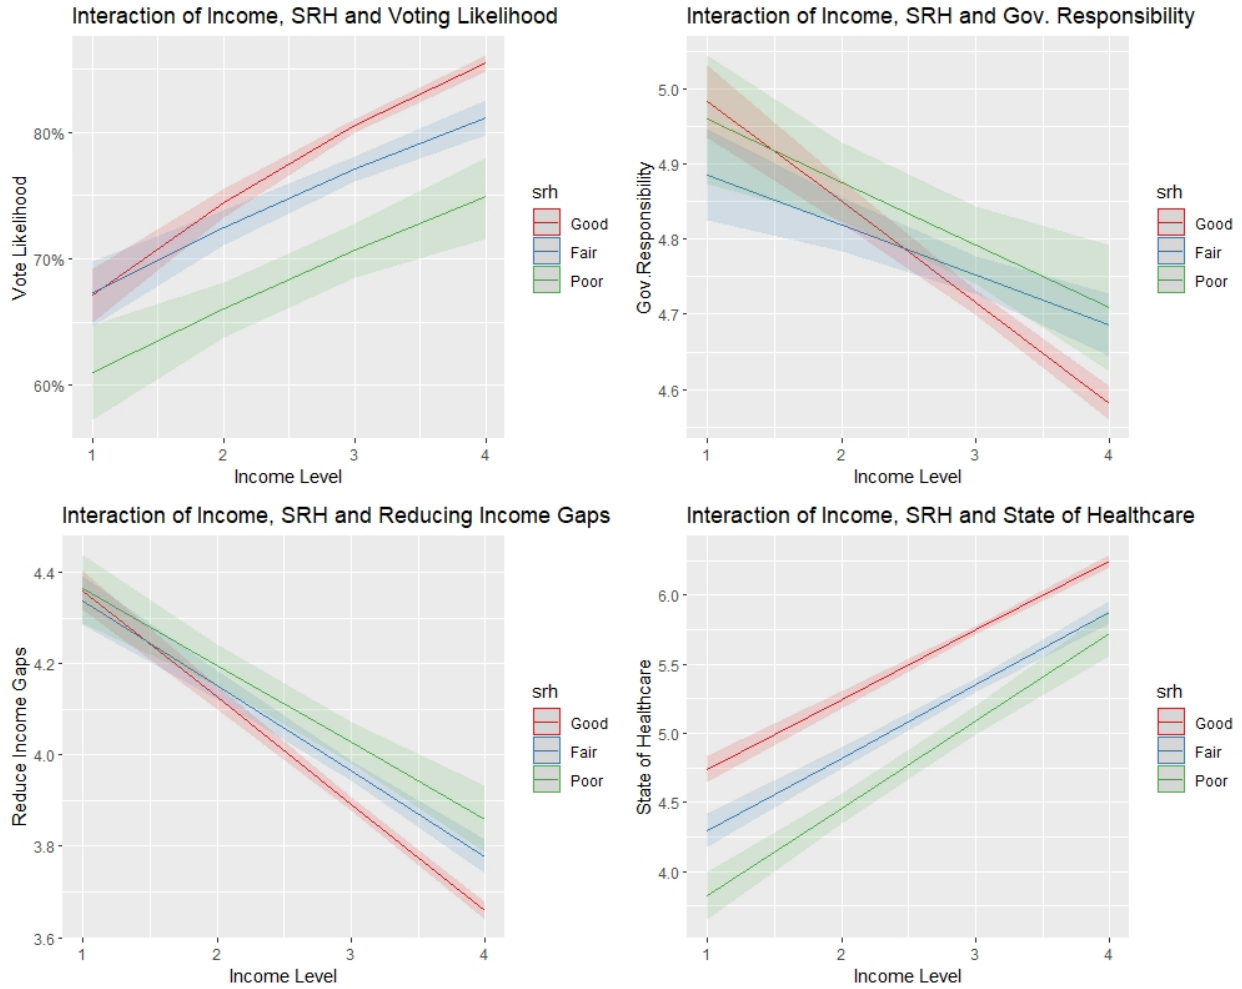 Interaction of Income, SRH and Voting Likelihood
Vote Likelihood
80%
70%
60%
1 2 3 4
Income Level
srh
Good
Fair
Poor
Interaction of Income, SRH and Gov. Responsibility
Gov.Responsibility
5.0
4.9
4.8
4.7
4.6
1 2 3 4
Income Level
srh
Good
Fair
Poor
Interaction of Income, SRH and Reducing Income Gaps
Reduce Income Gaps
4.4
4.2
4.0
3.8
3.6
1 2 3 4
Income Level
srh
Good
Fair
Poor
Interaction of Income, SRH and State of Healthcare
State of Healthcare
6.0
5.5
5.0
4.5
4.0
1 2 3 4
Income Level
srh
Good
Fair
Poor